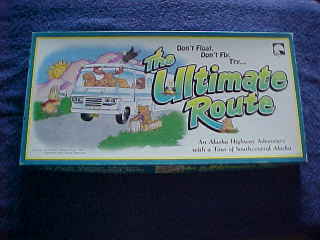 Don't Float,
Don't Fly,
Try...
The
Ultimate
Route
An Alaska Highway Adventure
with a Tour of Southcentral Alaska